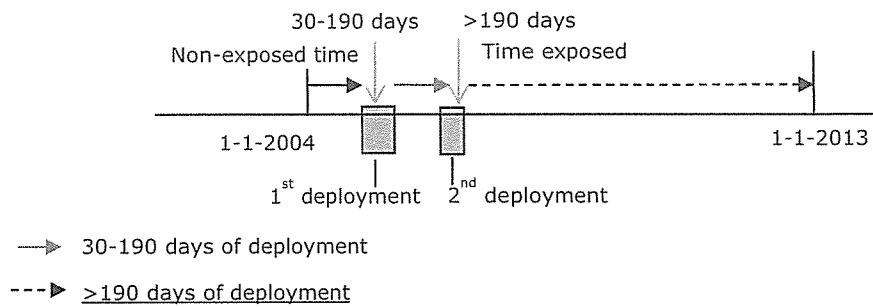 30-190 days
>190 days
Non-exposed time
Time exposed
1-1-2004
1-1-2013
1st deployment
2nd deployment
30-190 days of deployment
>190 days of deployment